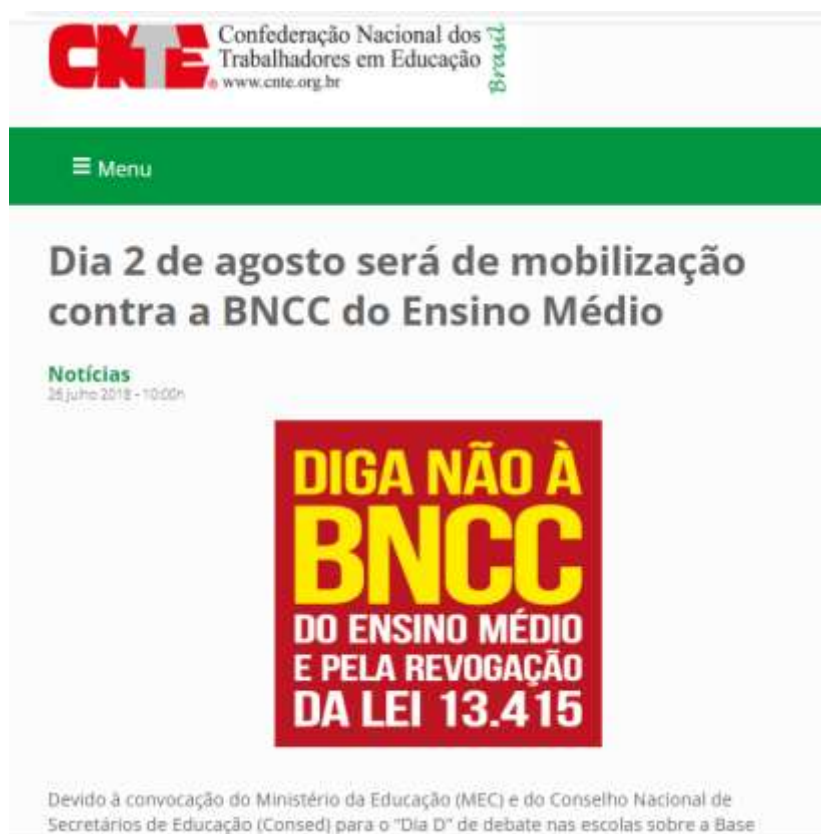 CNTE
Confederação Nacional dos
Trabalhadores em Educação
www.cnte.org.br
Brasil
Menu
Dia 2 de agosto será de mobilização
contra a BNCC do Ensino Médio
Notícias
26 julho 2018 - 10:00h
DIGA NÃO À
BNCC
DO ENSINO MÉDIO
E PELA REVOGAÇÃO
DA LEI 13.415
Devido à convocação do Ministério da Educação (MEC) e do Conselho Nacional de
Secretários de Educação (Consed) para o "Dia D" de debate nas escolas sobre a Base